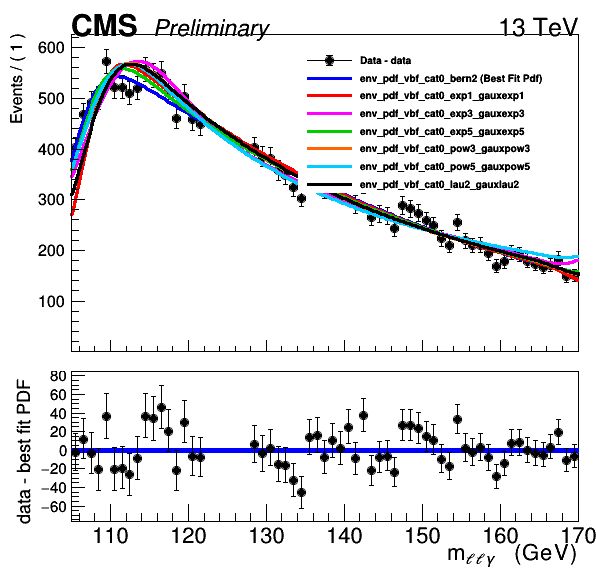 CMS Preliminary 13 TeV
Events / ( 1 )
600
500
400
300
200
100
Data - data
env_pdf_vbf_cat0_bern2 (Best Fit Pdf)
env_pdf_vbf_cat0_exp1_gauxexp1
env_pdf_vbf_cat0_exp3_gauxexp3
env_pdf_vbf_cat0_exp5_gauxexp5
env_pdf_vbf_cat0_pow3_gauxpow3
env_pdf_vbf_cat0_pow5_gauxpow5
env_pdf_vbf_cat0_lau2_gauxlau2
data - best fit PDF
80
60
40
20
0
−20
−40
−60
110 120 130 140 150 160 170
m_ℓℓγ (GeV)